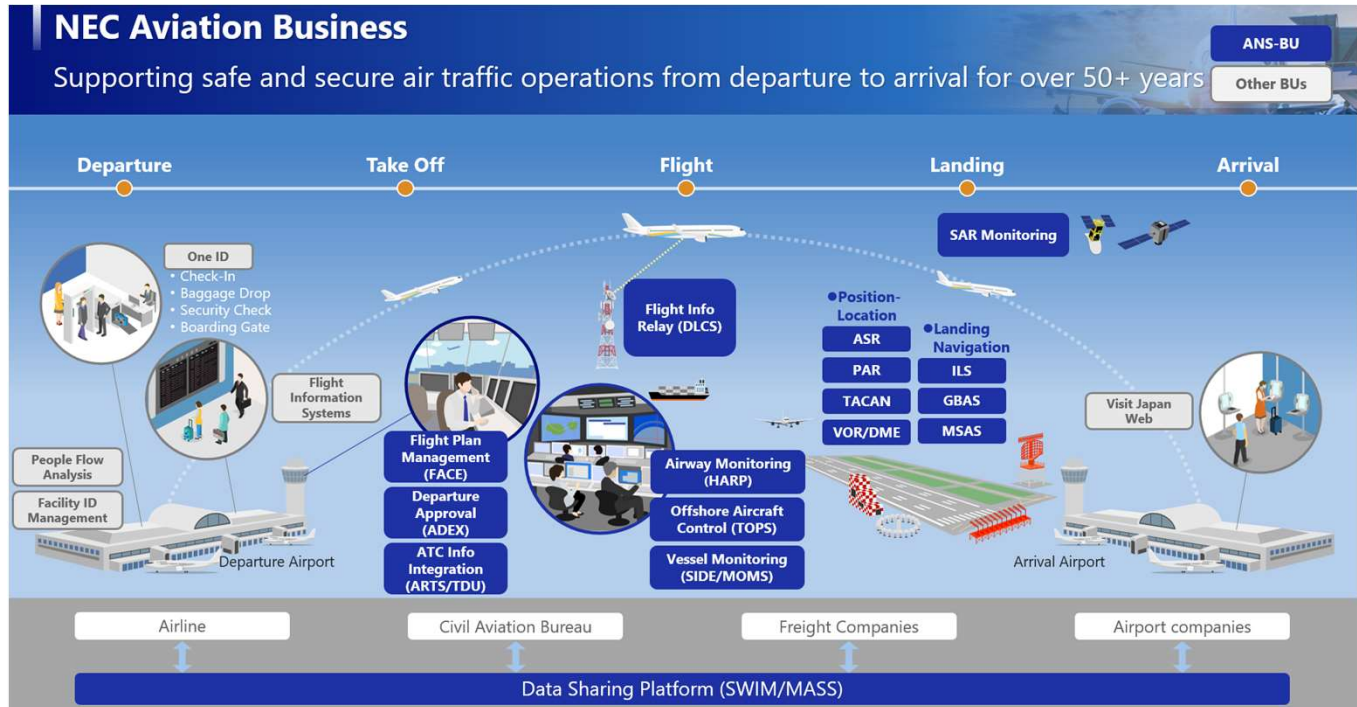 NEC Aviation Business
Supporting safe and secure air traffic operations from departure to arrival for over 50+ years
ANS-BU
Other BUs
Departure
Take Off
Flight
Landing
Arrival
One ID
• Check-In
• Baggage Drop
• Security Check
• Boarding Gate
Flight
Information
Systems
People Flow
Analysis
Facility ID
Management
Departure Airport
Flight Plan
Management
(FACE)
Departure
Approval
(ADEX)
ATC Info
Integration
(ARTS/TDU)
Flight Info
Relay (DLCS)
Airway Monitoring
(HARP)
Offshore Aircraft
Control (TOPS)
Vessel Monitoring
(SIDE/MOMS)
SAR Monitoring
●Position-
Location
ASR
PAR
TACAN
VOR/DME
●Landing
Navigation
ILS
GBAS
MSAS
Visit Japan
Web
Arrival Airport
Airline
Civil Aviation Bureau
Freight Companies
Airport companies
Data Sharing Platform (SWIM/MASS)